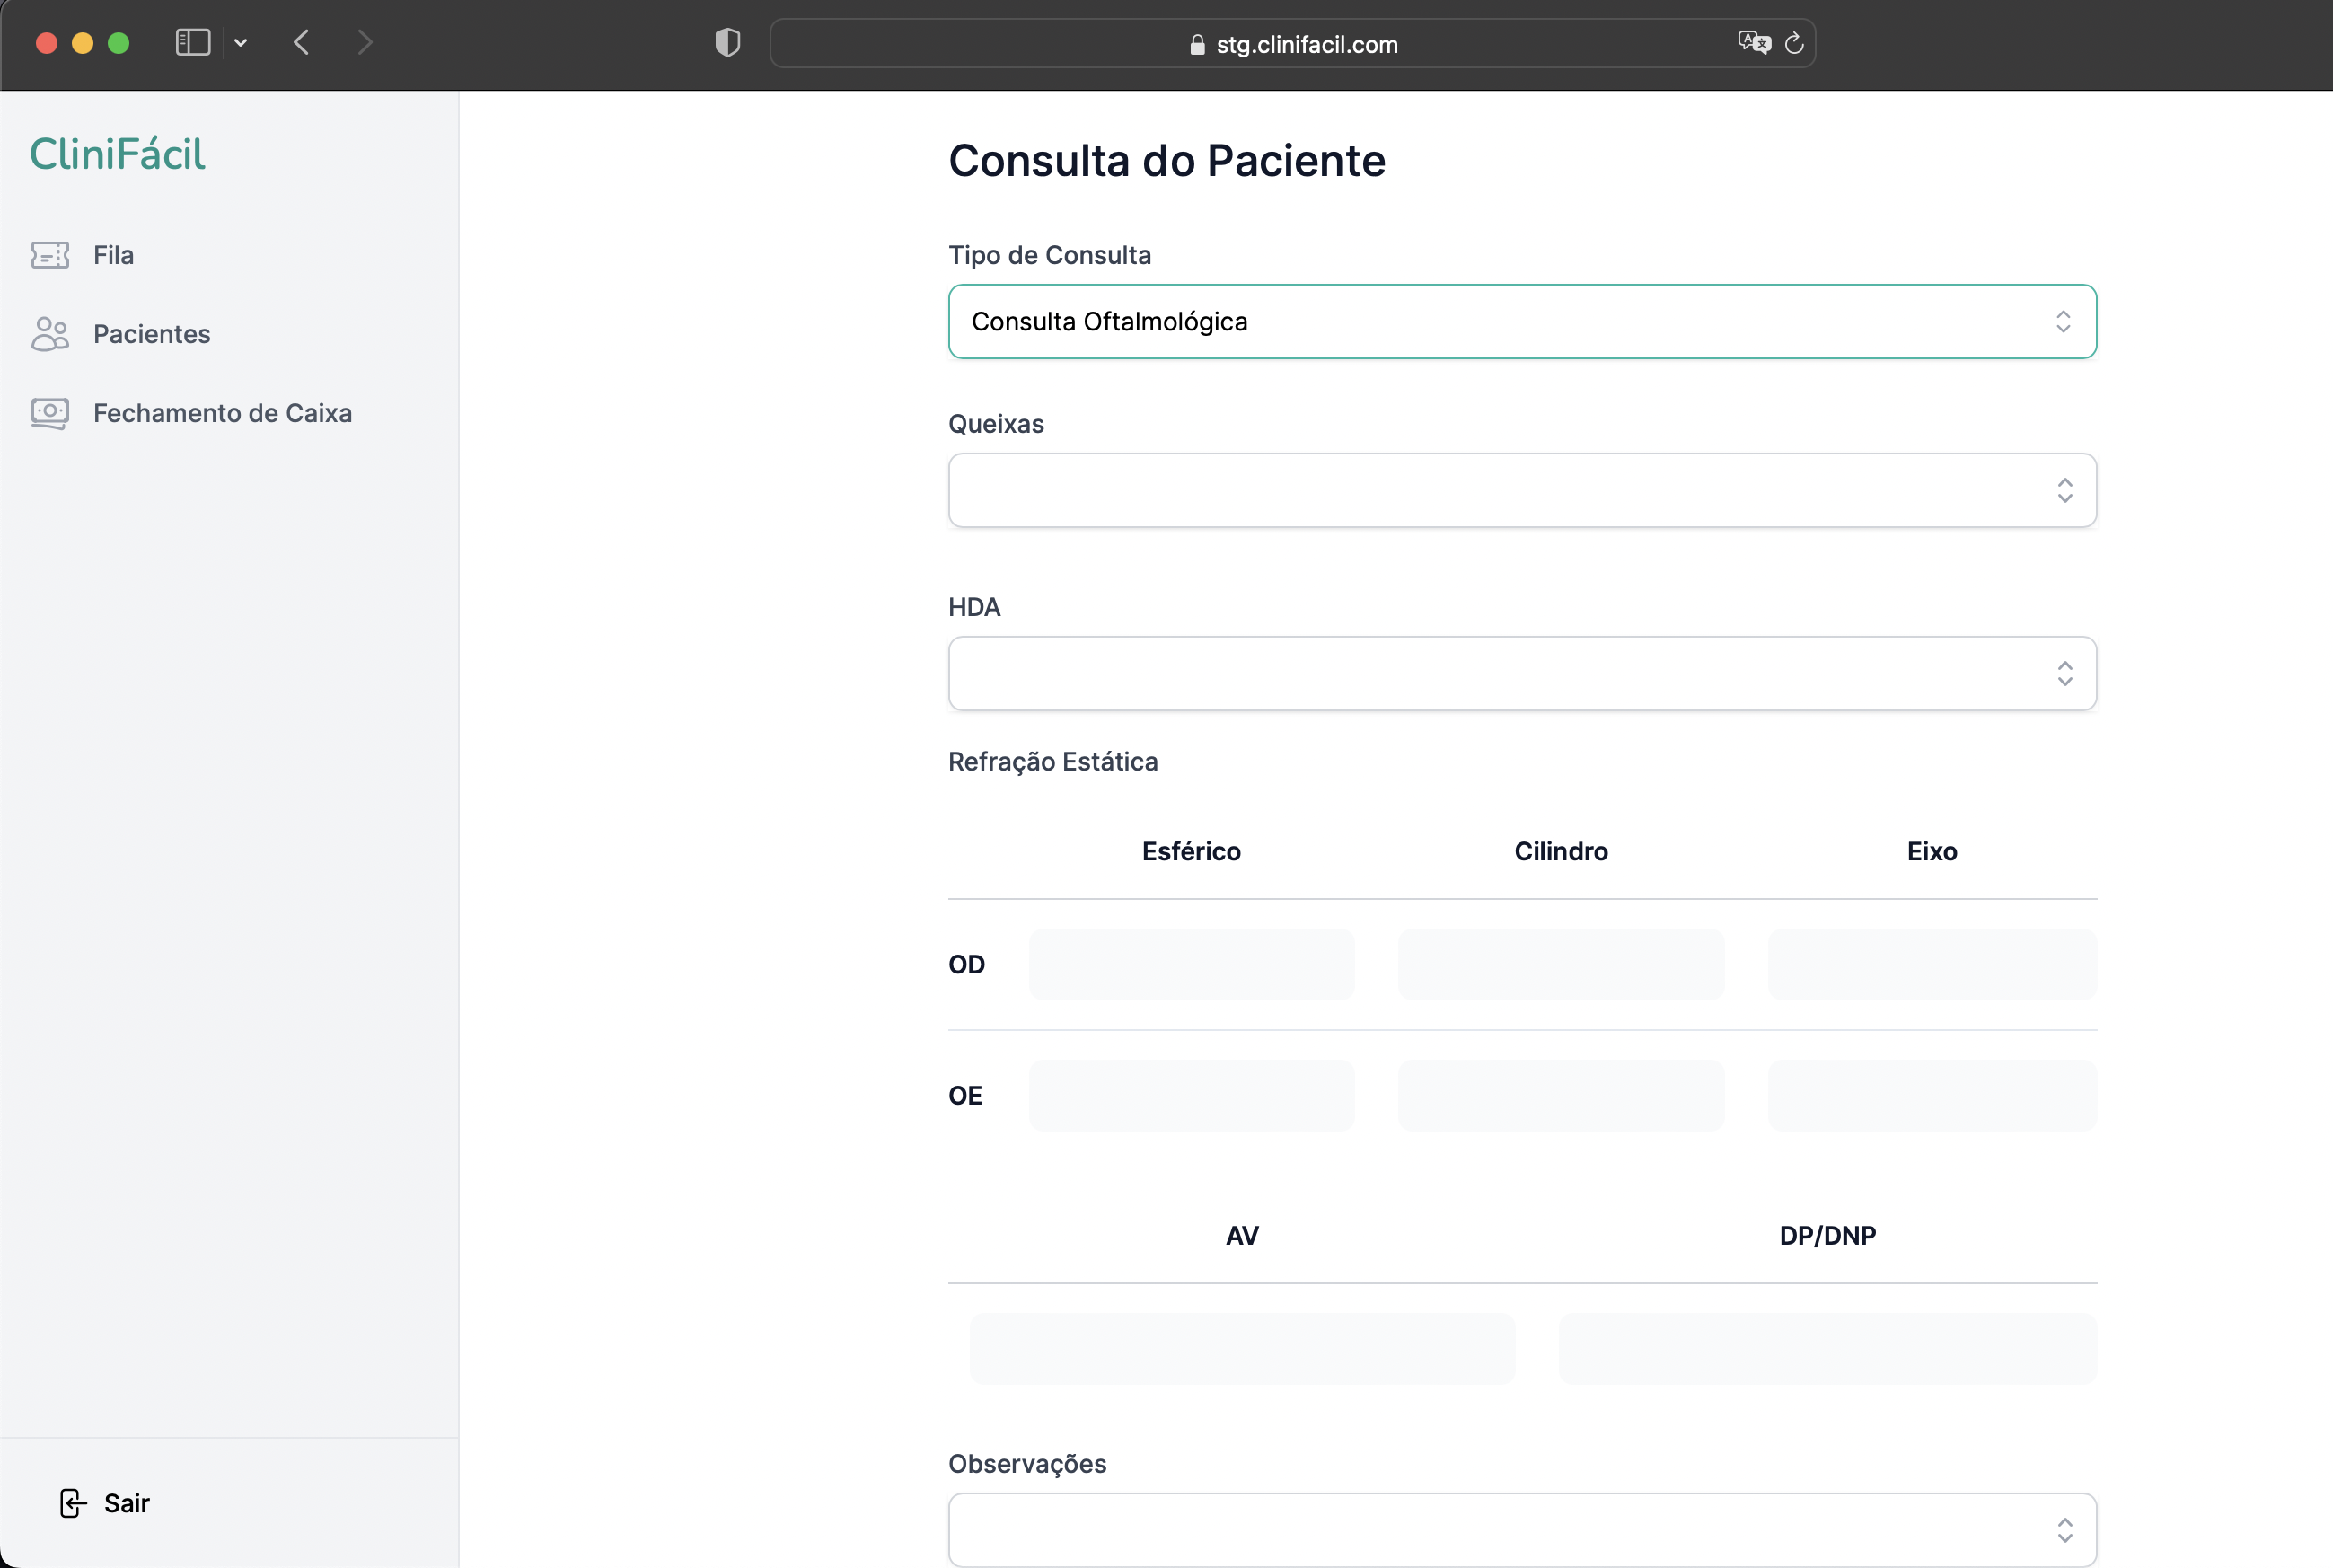 stg.clinifacil.com
CliniFácil
Fila
Pacientes
Fechamento de Caixa
Sair
Consulta do Paciente
Tipo de Consulta
Consulta Oftalmológica
Queixas
HDA
Refração Estática
Esférico Cilindro Eixo
OD
OE
AV DP/DNP
Observações